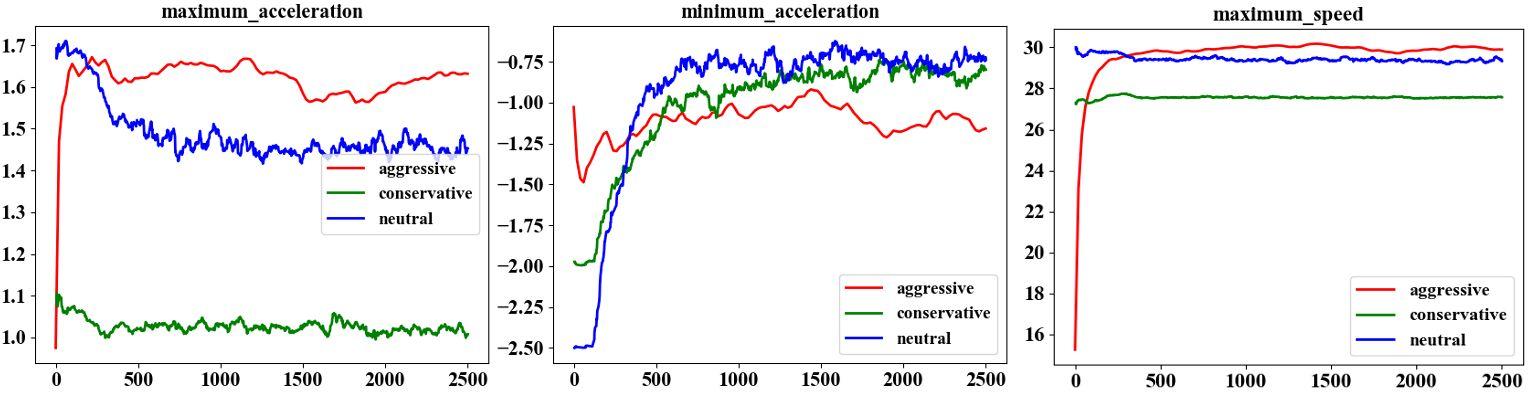 maximum_acceleration
1.7
1.6
1.5
1.4
1.3
1.2
1.1
1.0
0 500 1000 1500 2000 2500
aggressive
conservative
neutral
minimum_acceleration
−0.75
−1.00
−1.25
−1.50
−1.75
−2.00
−2.25
−2.50
0 500 1000 1500 2000 2500
aggressive
conservative
neutral
maximum_speed
30
28
26
24
22
20
18
16
0 500 1000 1500 2000 2500
aggressive
conservative
neutral